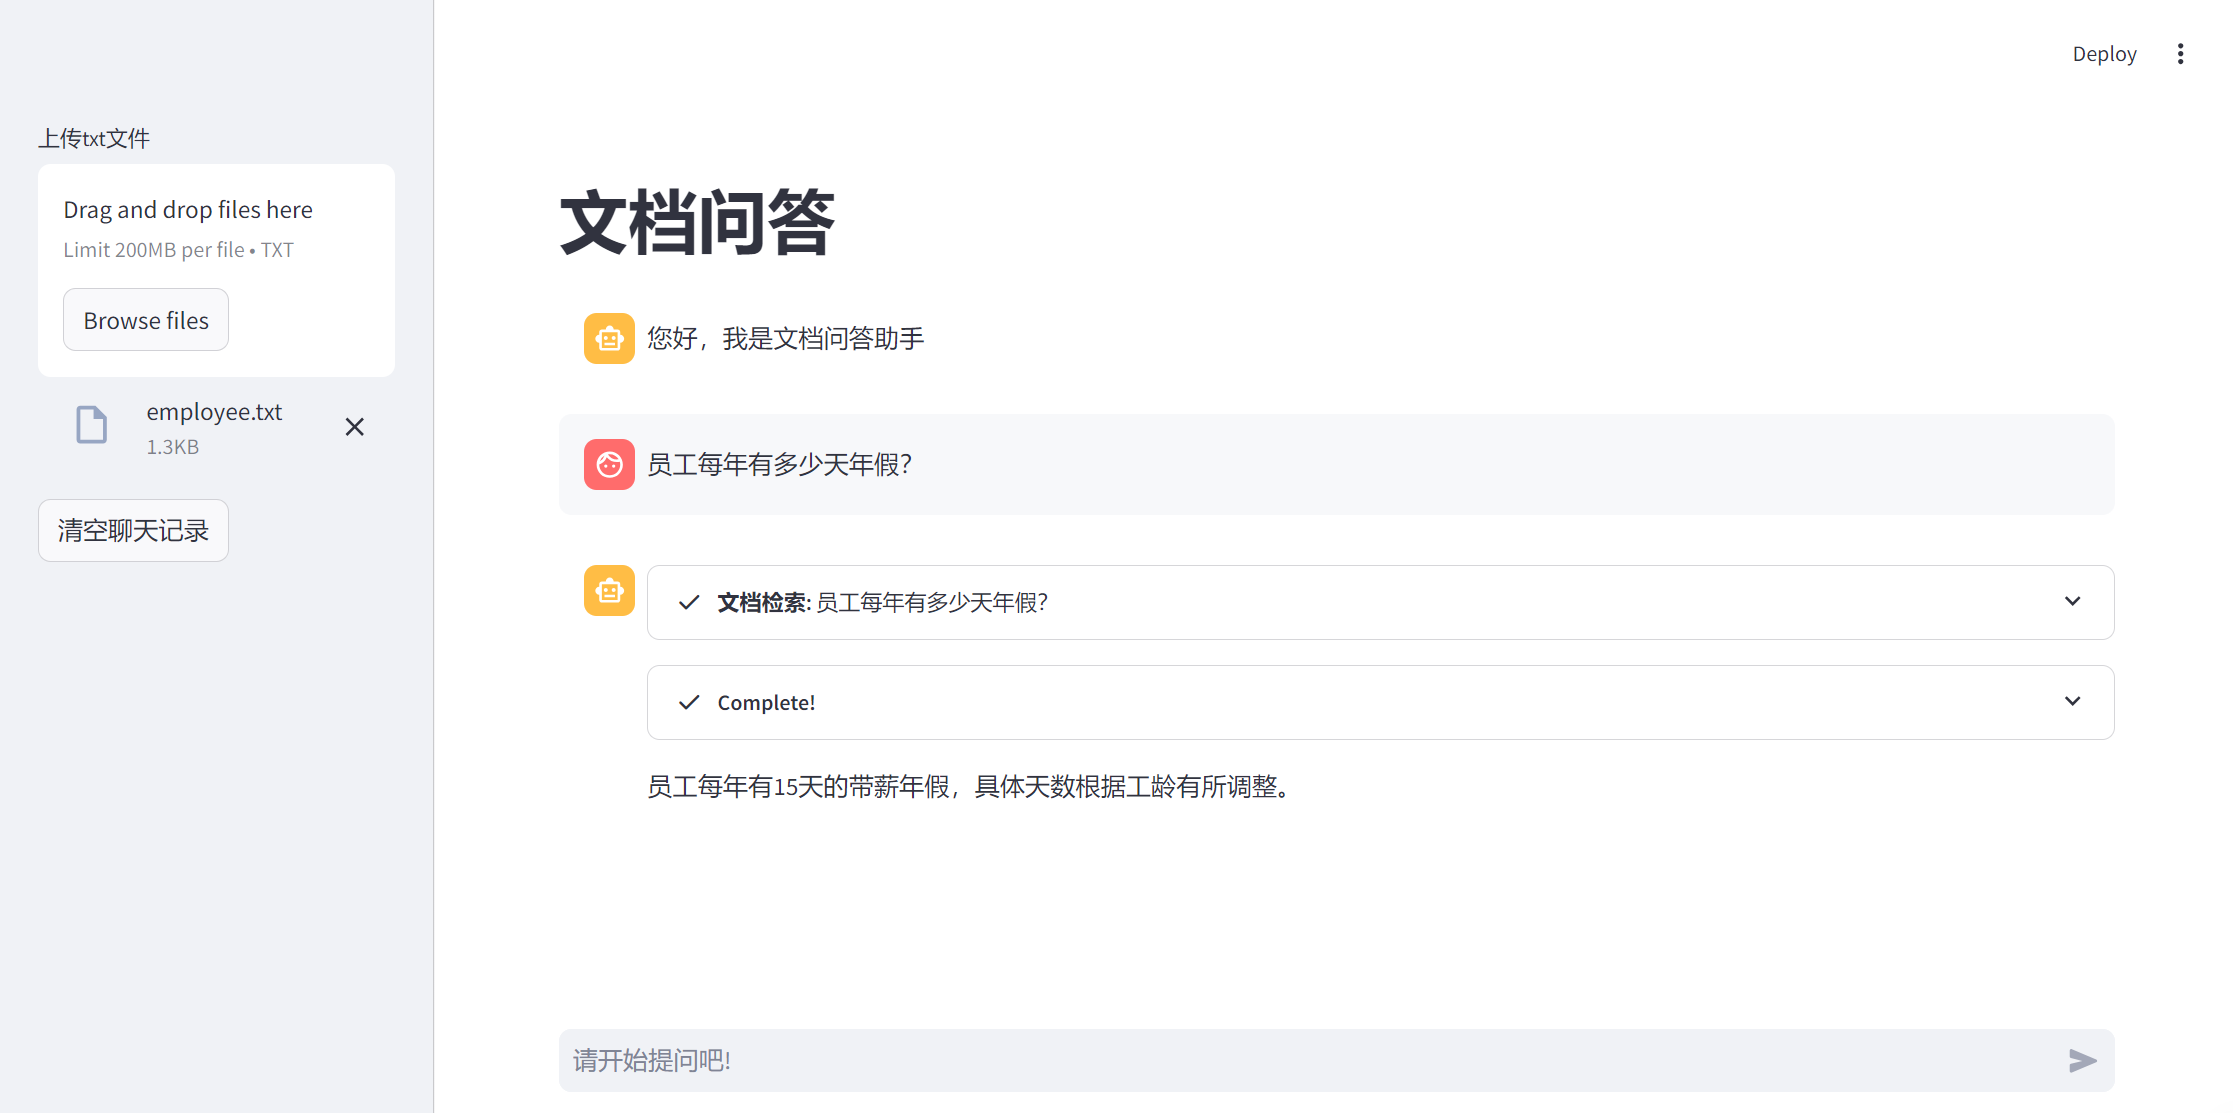 Deploy
上传txt文件
Drag and drop files here
Limit 200MB per file • TXT
Browse files
employee.txt
1.3KB
清空聊天记录
文档问答
您好，我是文档问答助手
员工每年有多少天年假？
文档检索: 员工每年有多少天年假？
Complete!
员工每年有15天的带薪年假，具体天数根据工龄有所调整。
请开始提问吧!